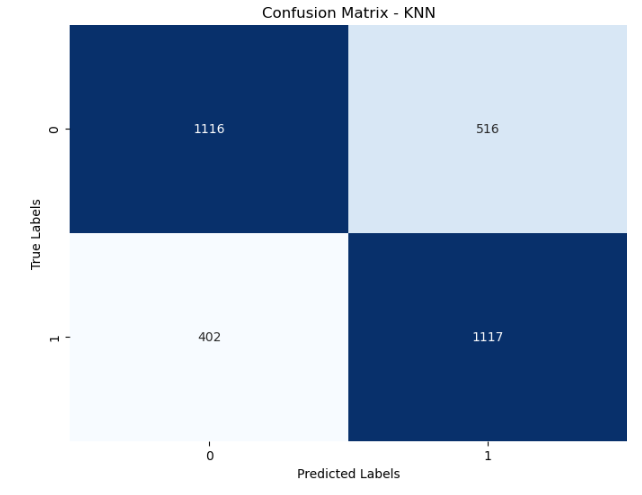 Confusion Matrix - KNN
0
1116
516
True Labels
1
402
1117
0
1
Predicted Labels